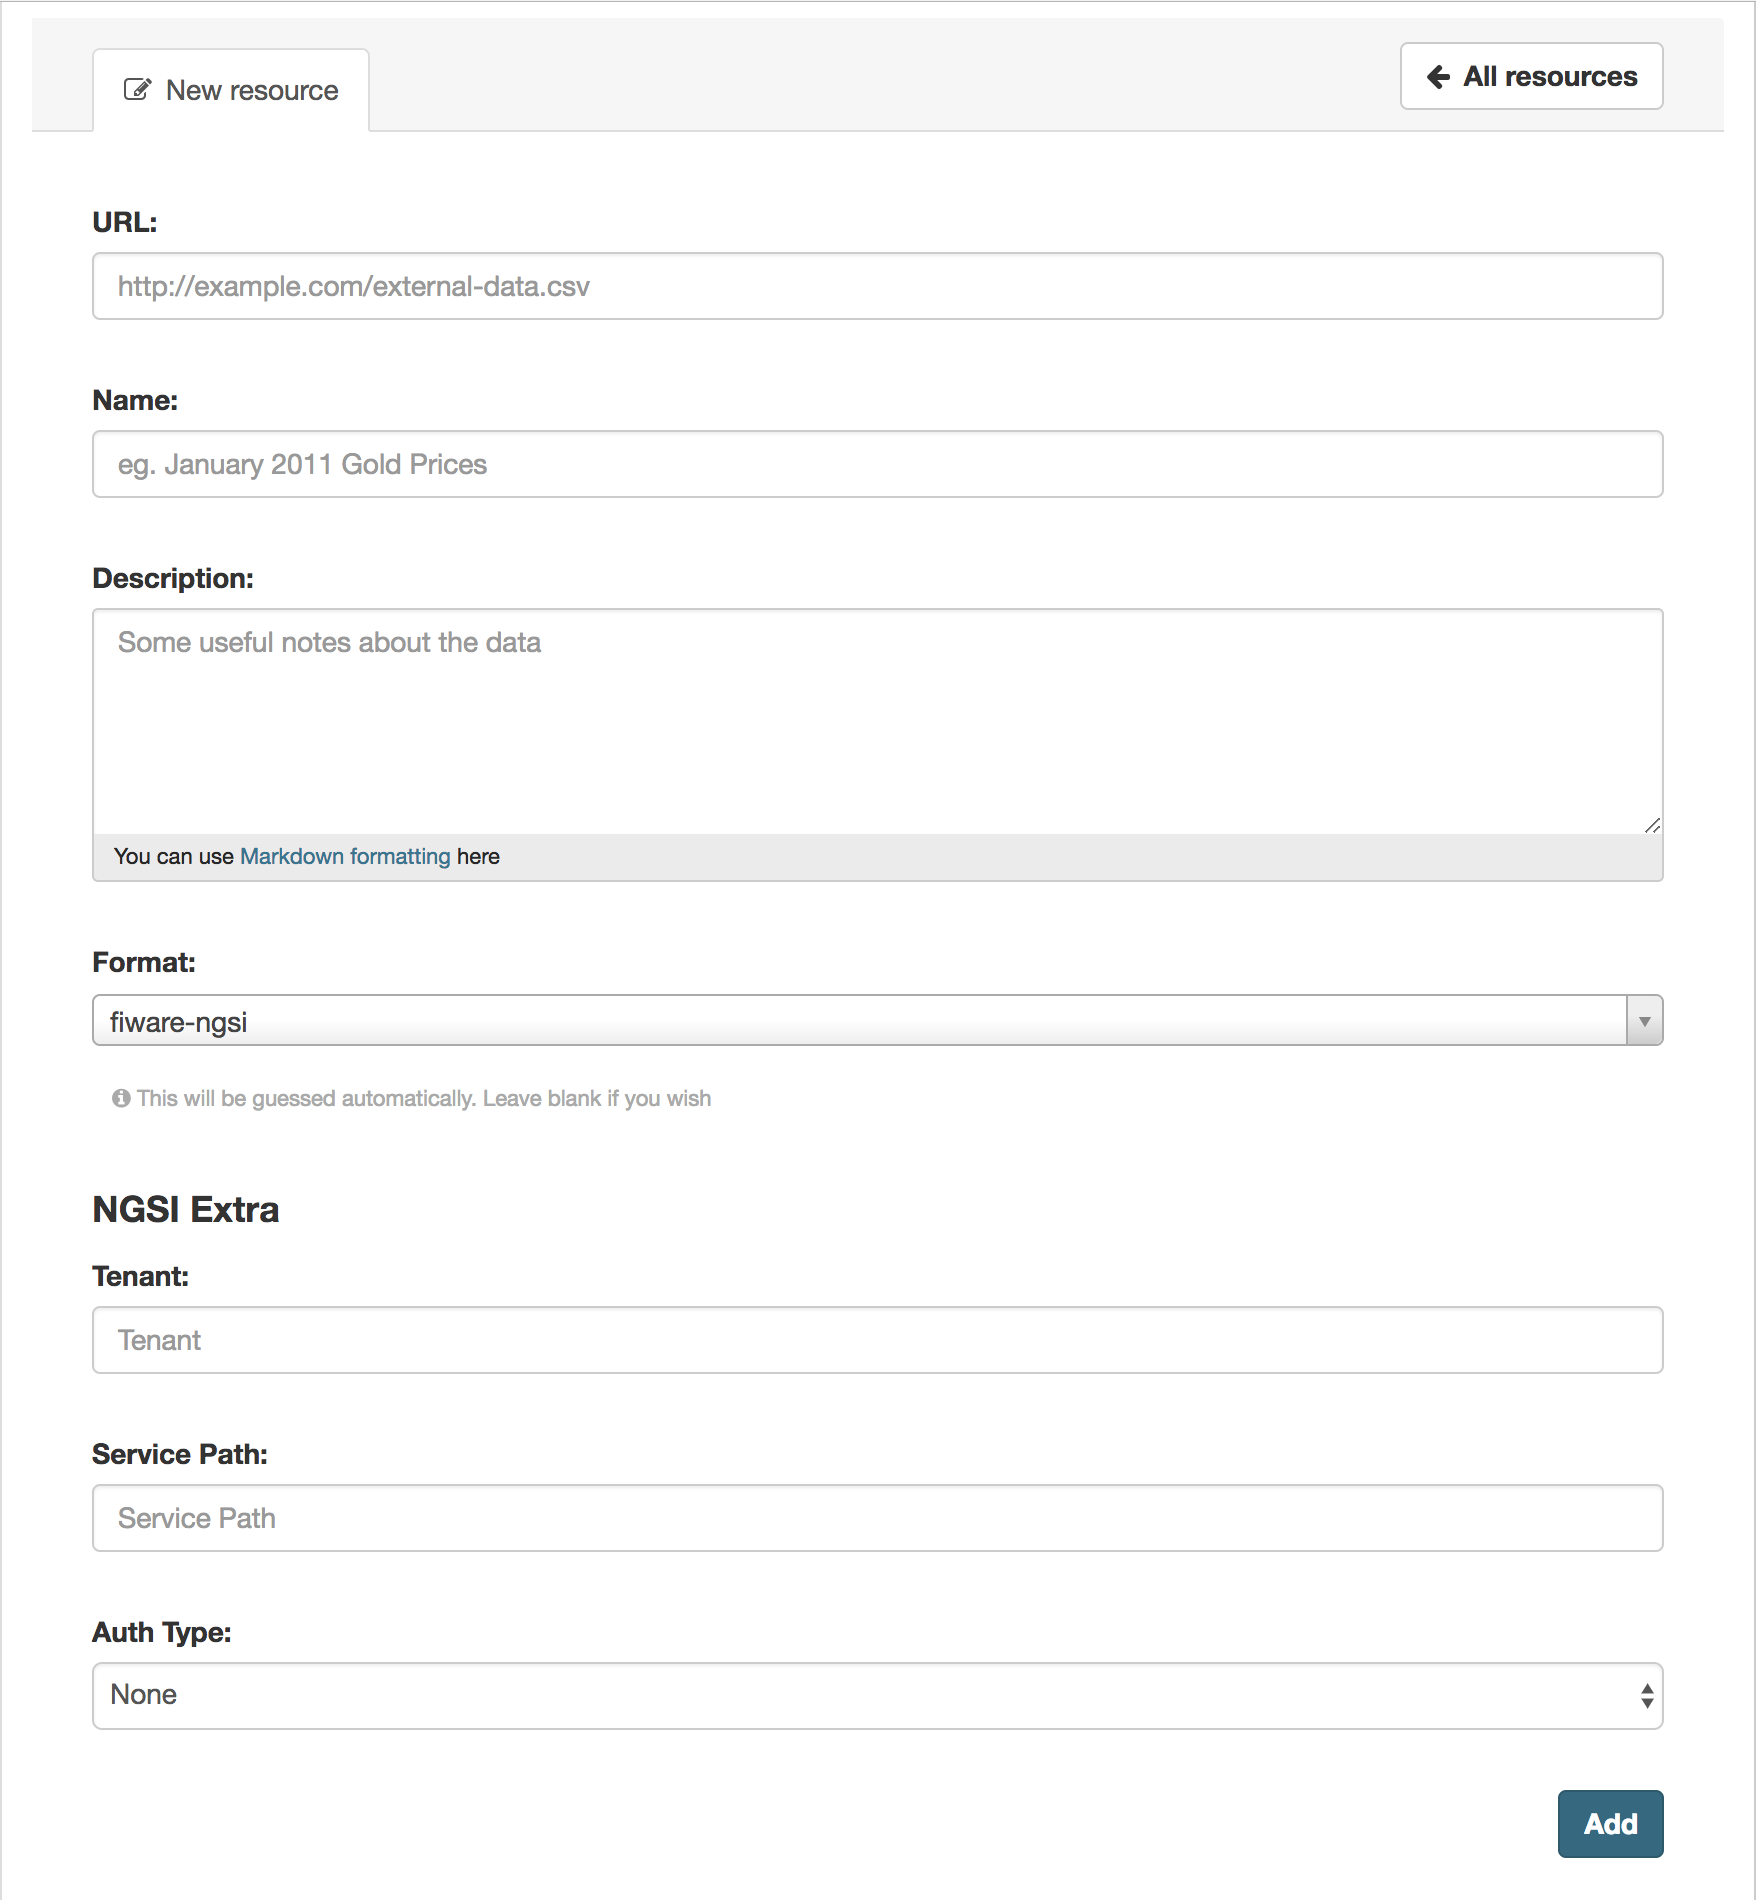 New resource
All resources
URL:
http://example.com/external-data.csv
Name:
eg. January 2011 Gold Prices
Description:
Some useful notes about the data
You can use Markdown formatting here
Format:
fiware-ngsi
This will be guessed automatically. Leave blank if you wish
NGSI Extra
Tenant:
Tenant
Service Path:
Service Path
Auth Type:
None
Add